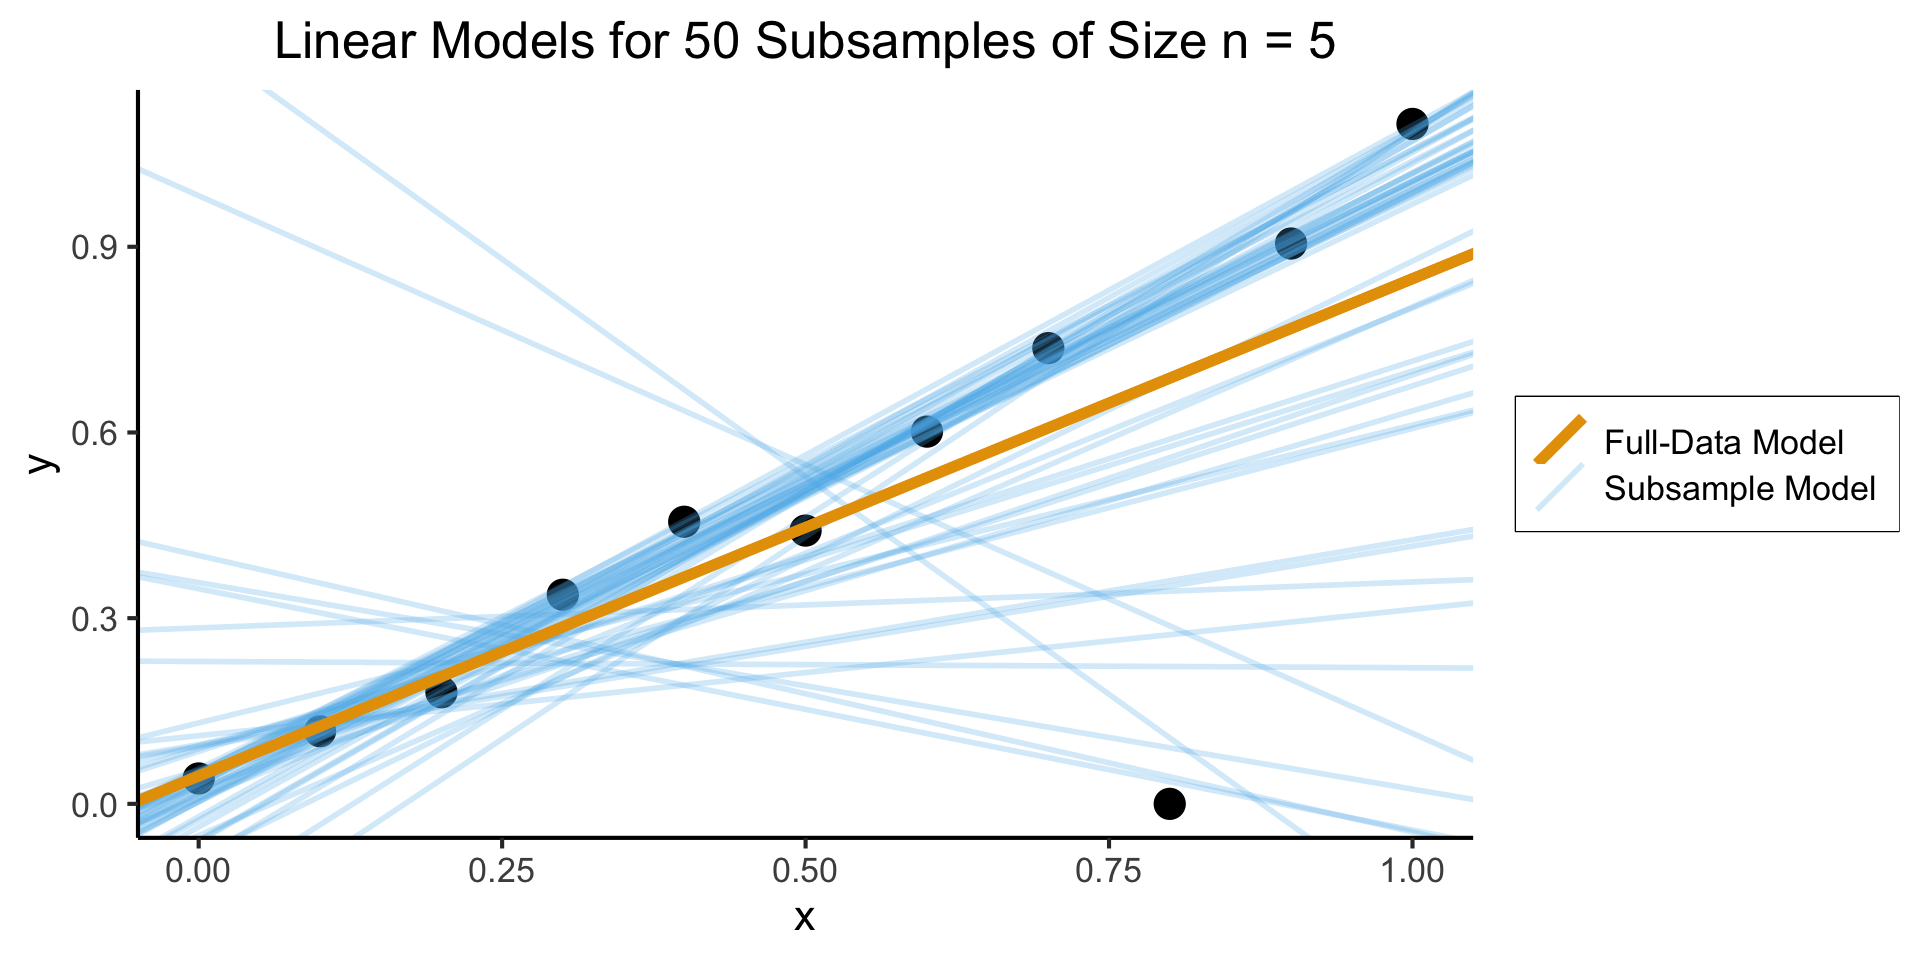 Linear Models for 50 Subsamples of Size n = 5
y
0.9
0.6
0.3
0.0
0.00 0.25 0.50 0.75 1.00
x
Full-Data Model
Subsample Model